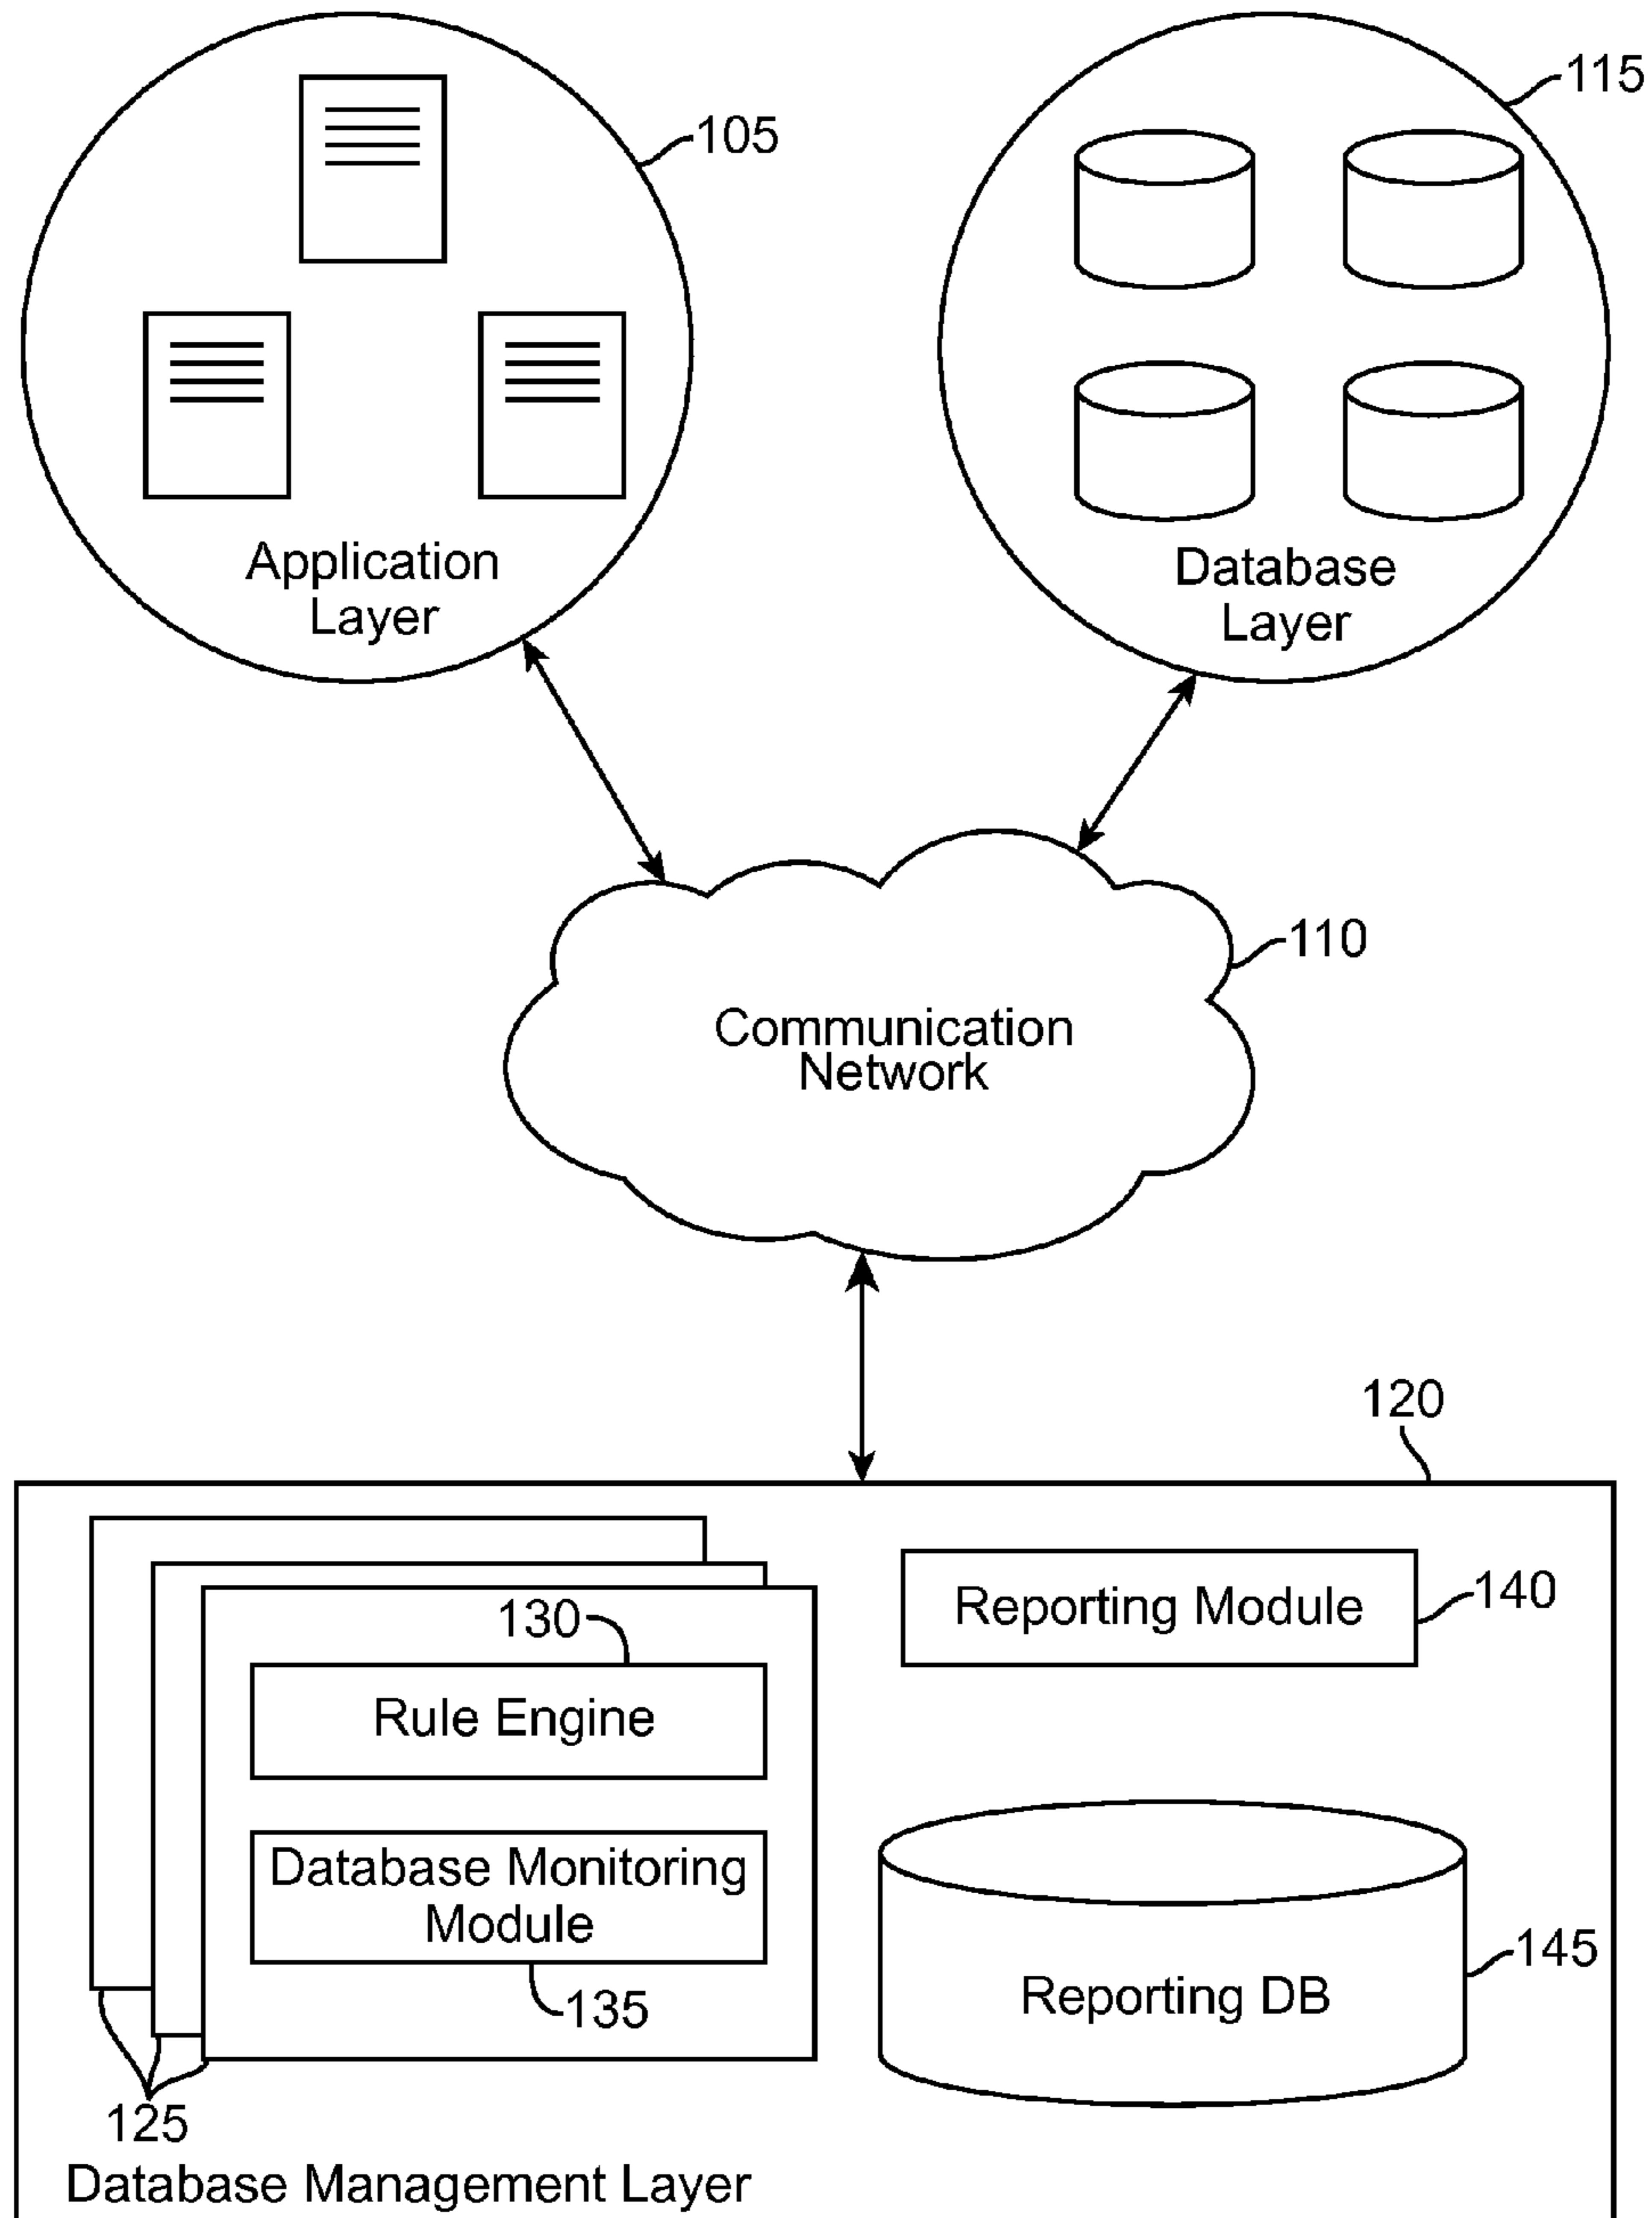 115
105
Application
Layer
Database
Layer
110
Communication
Network
120
130
Reporting Module
140
Rule Engine
Database Monitoring
Module
135
145
Reporting DB
125
Database Management Layer